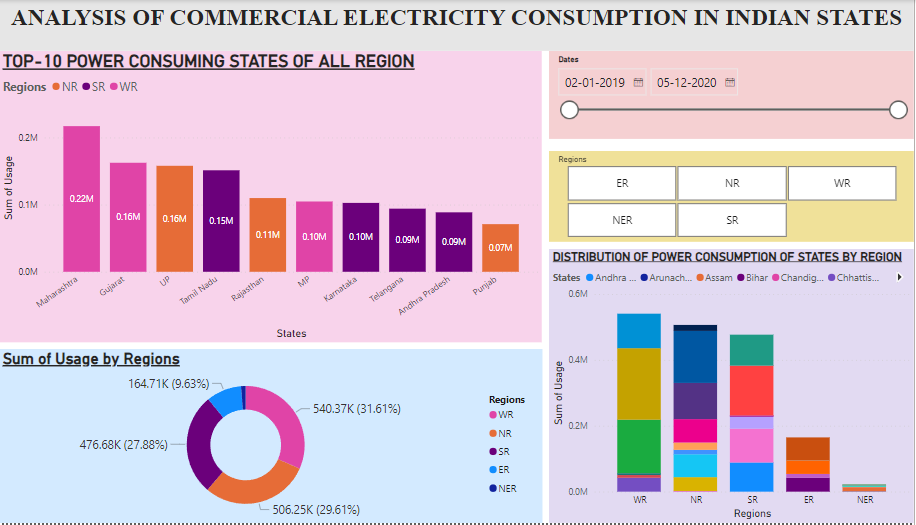 ANALYSIS OF COMMERCIAL ELECTRICITY CONSUMPTION IN INDIAN STATES
TOP-10 POWER CONSUMING STATES OF ALL REGION
Regions NR SR WR
Sum of Usage
0.2M
0.1M
0.0M
0.22M
0.16M
0.16M
0.15M
0.11M
0.10M
0.10M
0.09M
0.09M
0.07M
Maharashtra
Gujarat
UP
Tamil Nadu
Rajasthan
MP
Karnataka
Telangana
Andhra Pradesh
Punjab
States
Dates
02-01-2019 05-12-2020
Regions
ER NR WR
NER SR
Sum of Usage by Regions
164.71K (9.63%)
540.37K (31.61%)
476.68K (27.88%)
506.25K (29.61%)
Regions
WR
NR
SR
ER
NER
DISTRIBUTION OF POWER CONSUMPTION OF STATES BY REGION
States Andhra ... Arunach... Assam Bihar Chandig... Chhattis...
Sum of Usage
0.6M
0.4M
0.2M
0.0M
WR NR SR ER NER
Regions